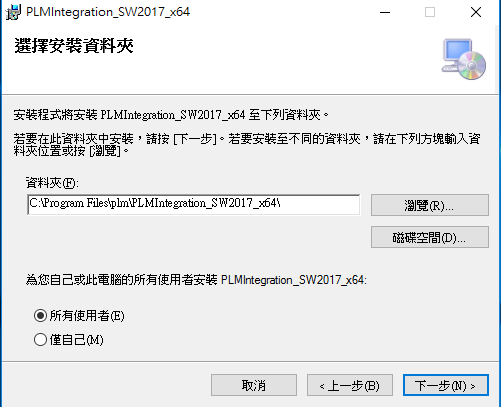 PLMIntegration_SW2017_x64
選擇安裝資料夾
安裝程式將安裝 PLMIntegration_SW2017_x64 至下列資料夾。
若要在此資料夾中安裝，請按 [下一步]。若要安裝至不同的資料夾，請在下列方塊輸入資
料夾位置或按 [瀏覽]。
資料夾(F):
C:\Program Files\plm\PLMIntegration_SW2017_x64\
瀏覽(R)...
磁碟空間(D)...
為您自己或此電腦的所有使用者安裝 PLMIntegration_SW2017_x64:
所有使用者(E)
僅自己(M)
取消
< 上一步(B)
下一步(N) >